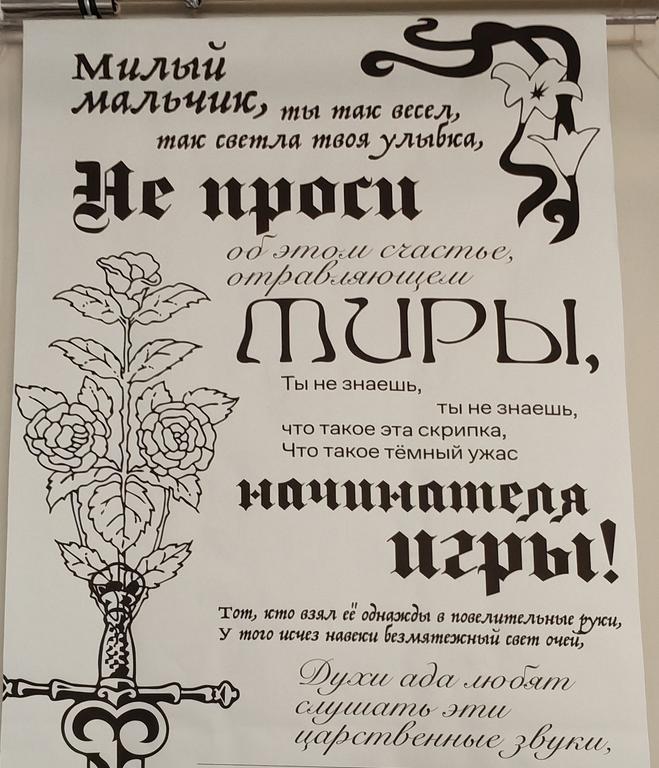 Милый
мальчик, ты так весел,
так светла твоя улыбка,
Не проси
об этом счастье,
отравляющем
миры,
Ты не знаешь,
ты не знаешь,
что такое эта скрипка,
Что такое тёмный ужас
начинателя
игры!
Тот, кто взял её однажды в повелительные руки,
У того исчез навеки безмятежный свет очей,
Духи ада любят
слушать эти
царственные звуки,